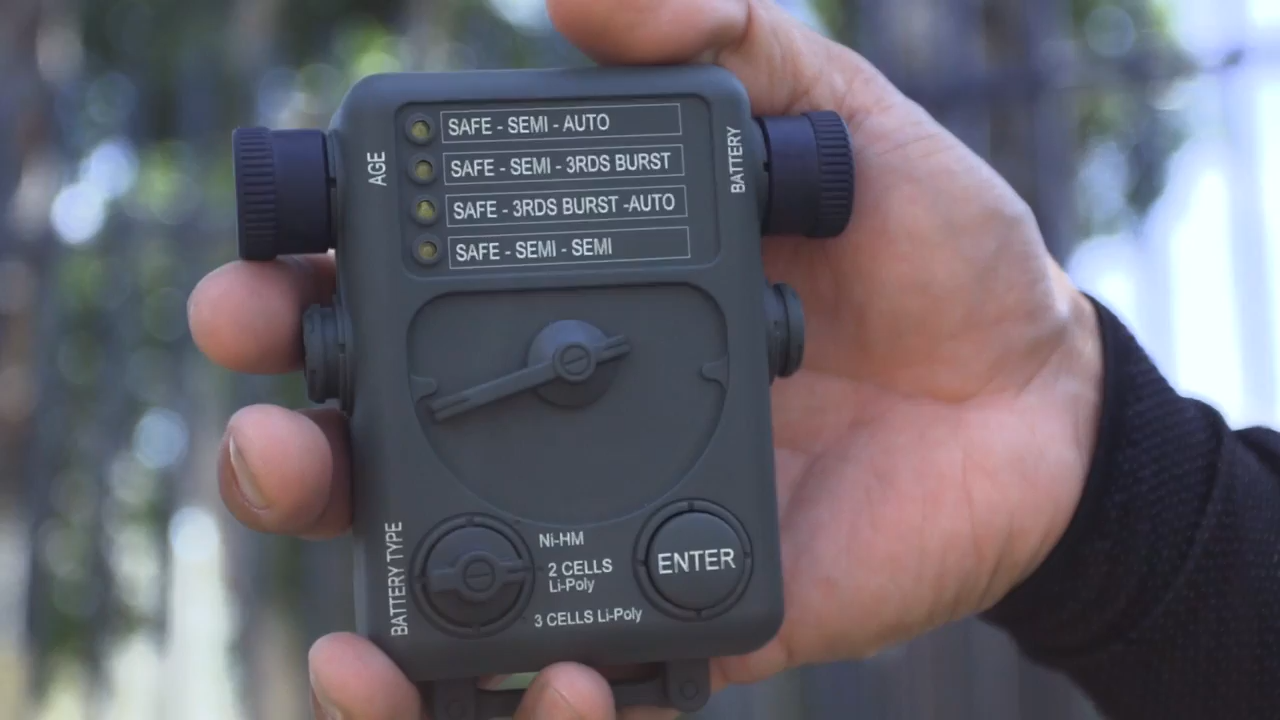 SAFE - SEMI - AUTO
SAFE - SEMI - 3RDS BURST
SAFE - 3RDS BURST -AUTO
SAFE - SEMI - SEMI
AGE
BATTERY
BATTERY TYPE
Ni-HM
2 CELLS
Li-Poly
3 CELLS Li-Poly
ENTER